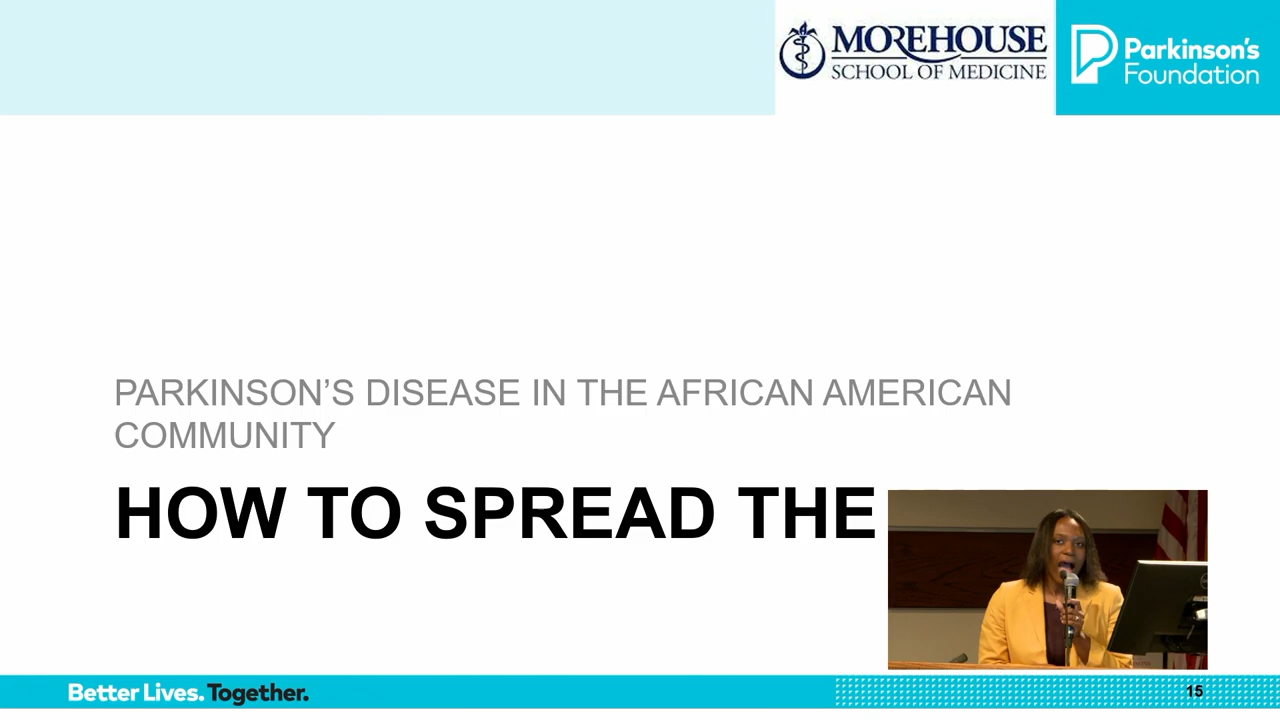 MOREHOUSE
SCHOOL OF MEDICINE
Parkinson's
Foundation
PARKINSON’S DISEASE IN THE AFRICAN AMERICAN
COMMUNITY
HOW TO SPREAD THE
Better Lives. Together.
15